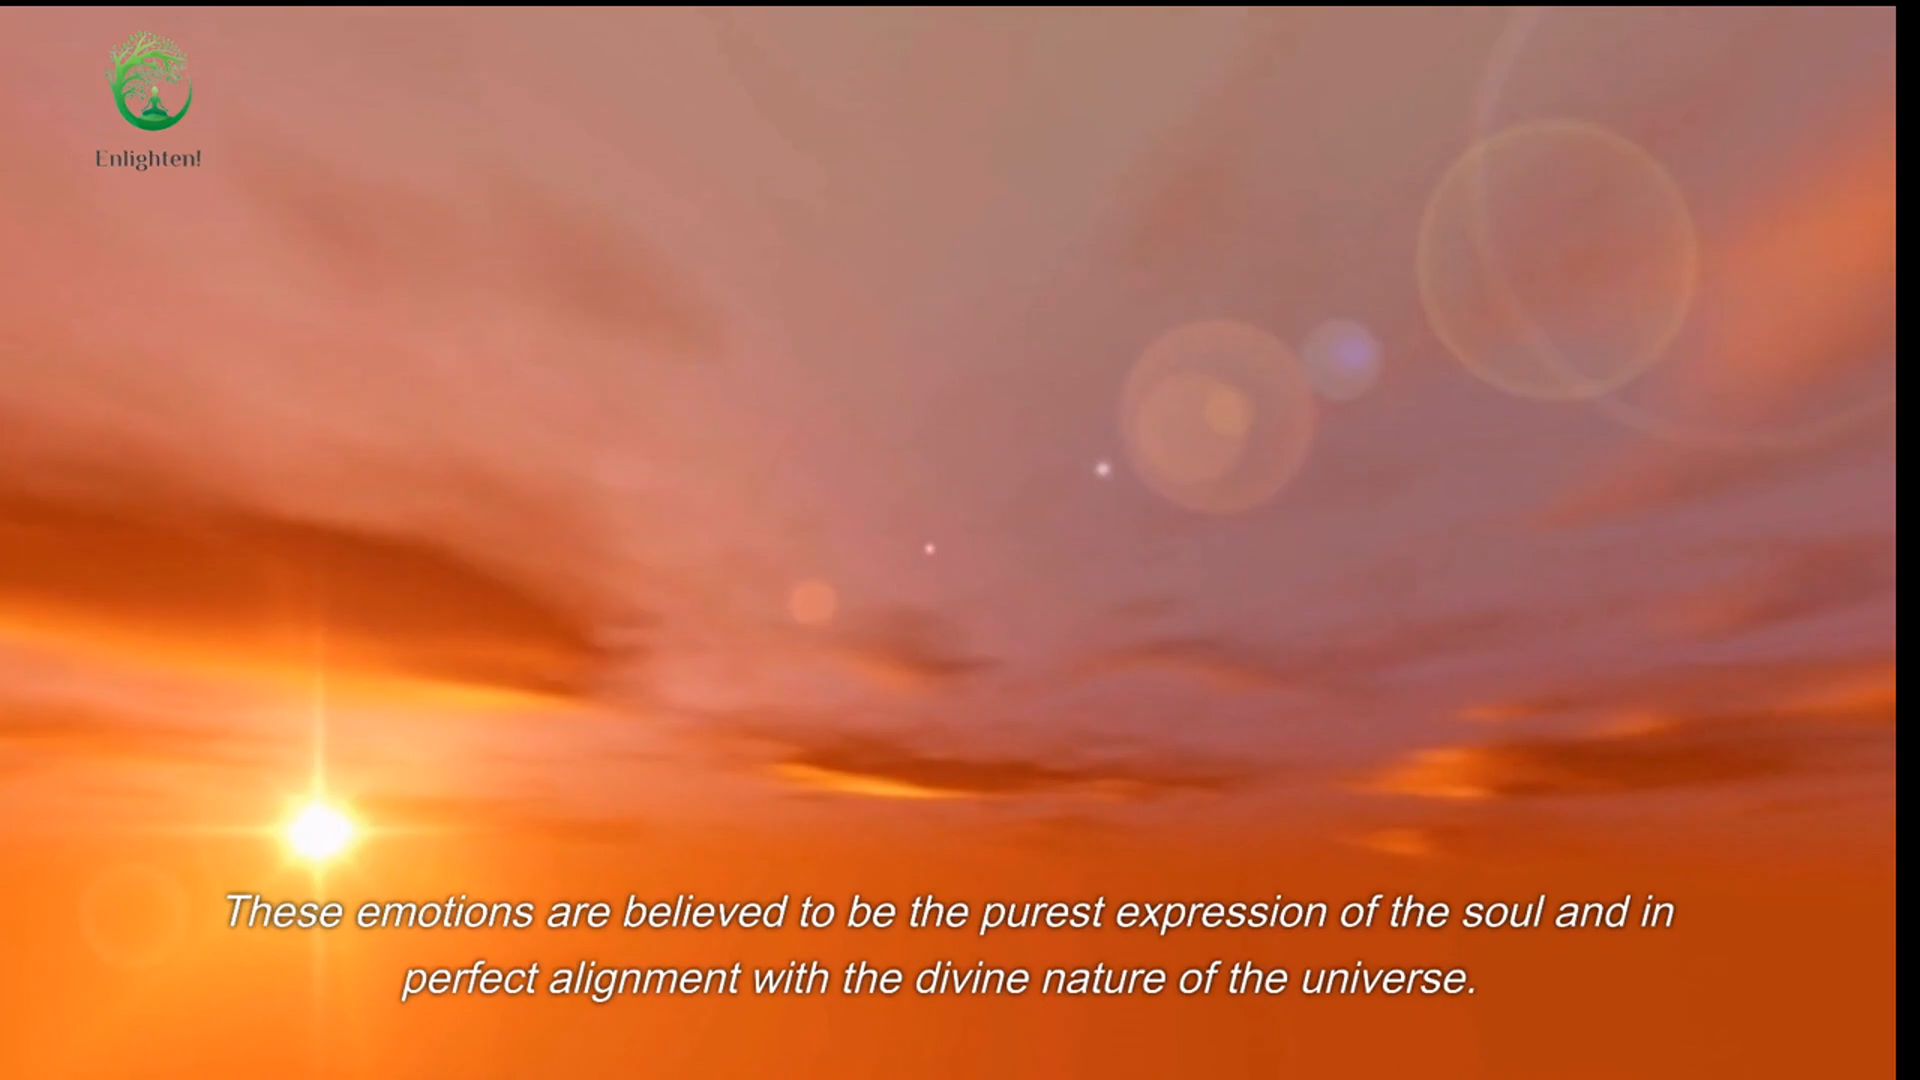 Enlighten!
These emotions are believed to be the purest expression of the soul and in
perfect alignment with the divine nature of the universe.